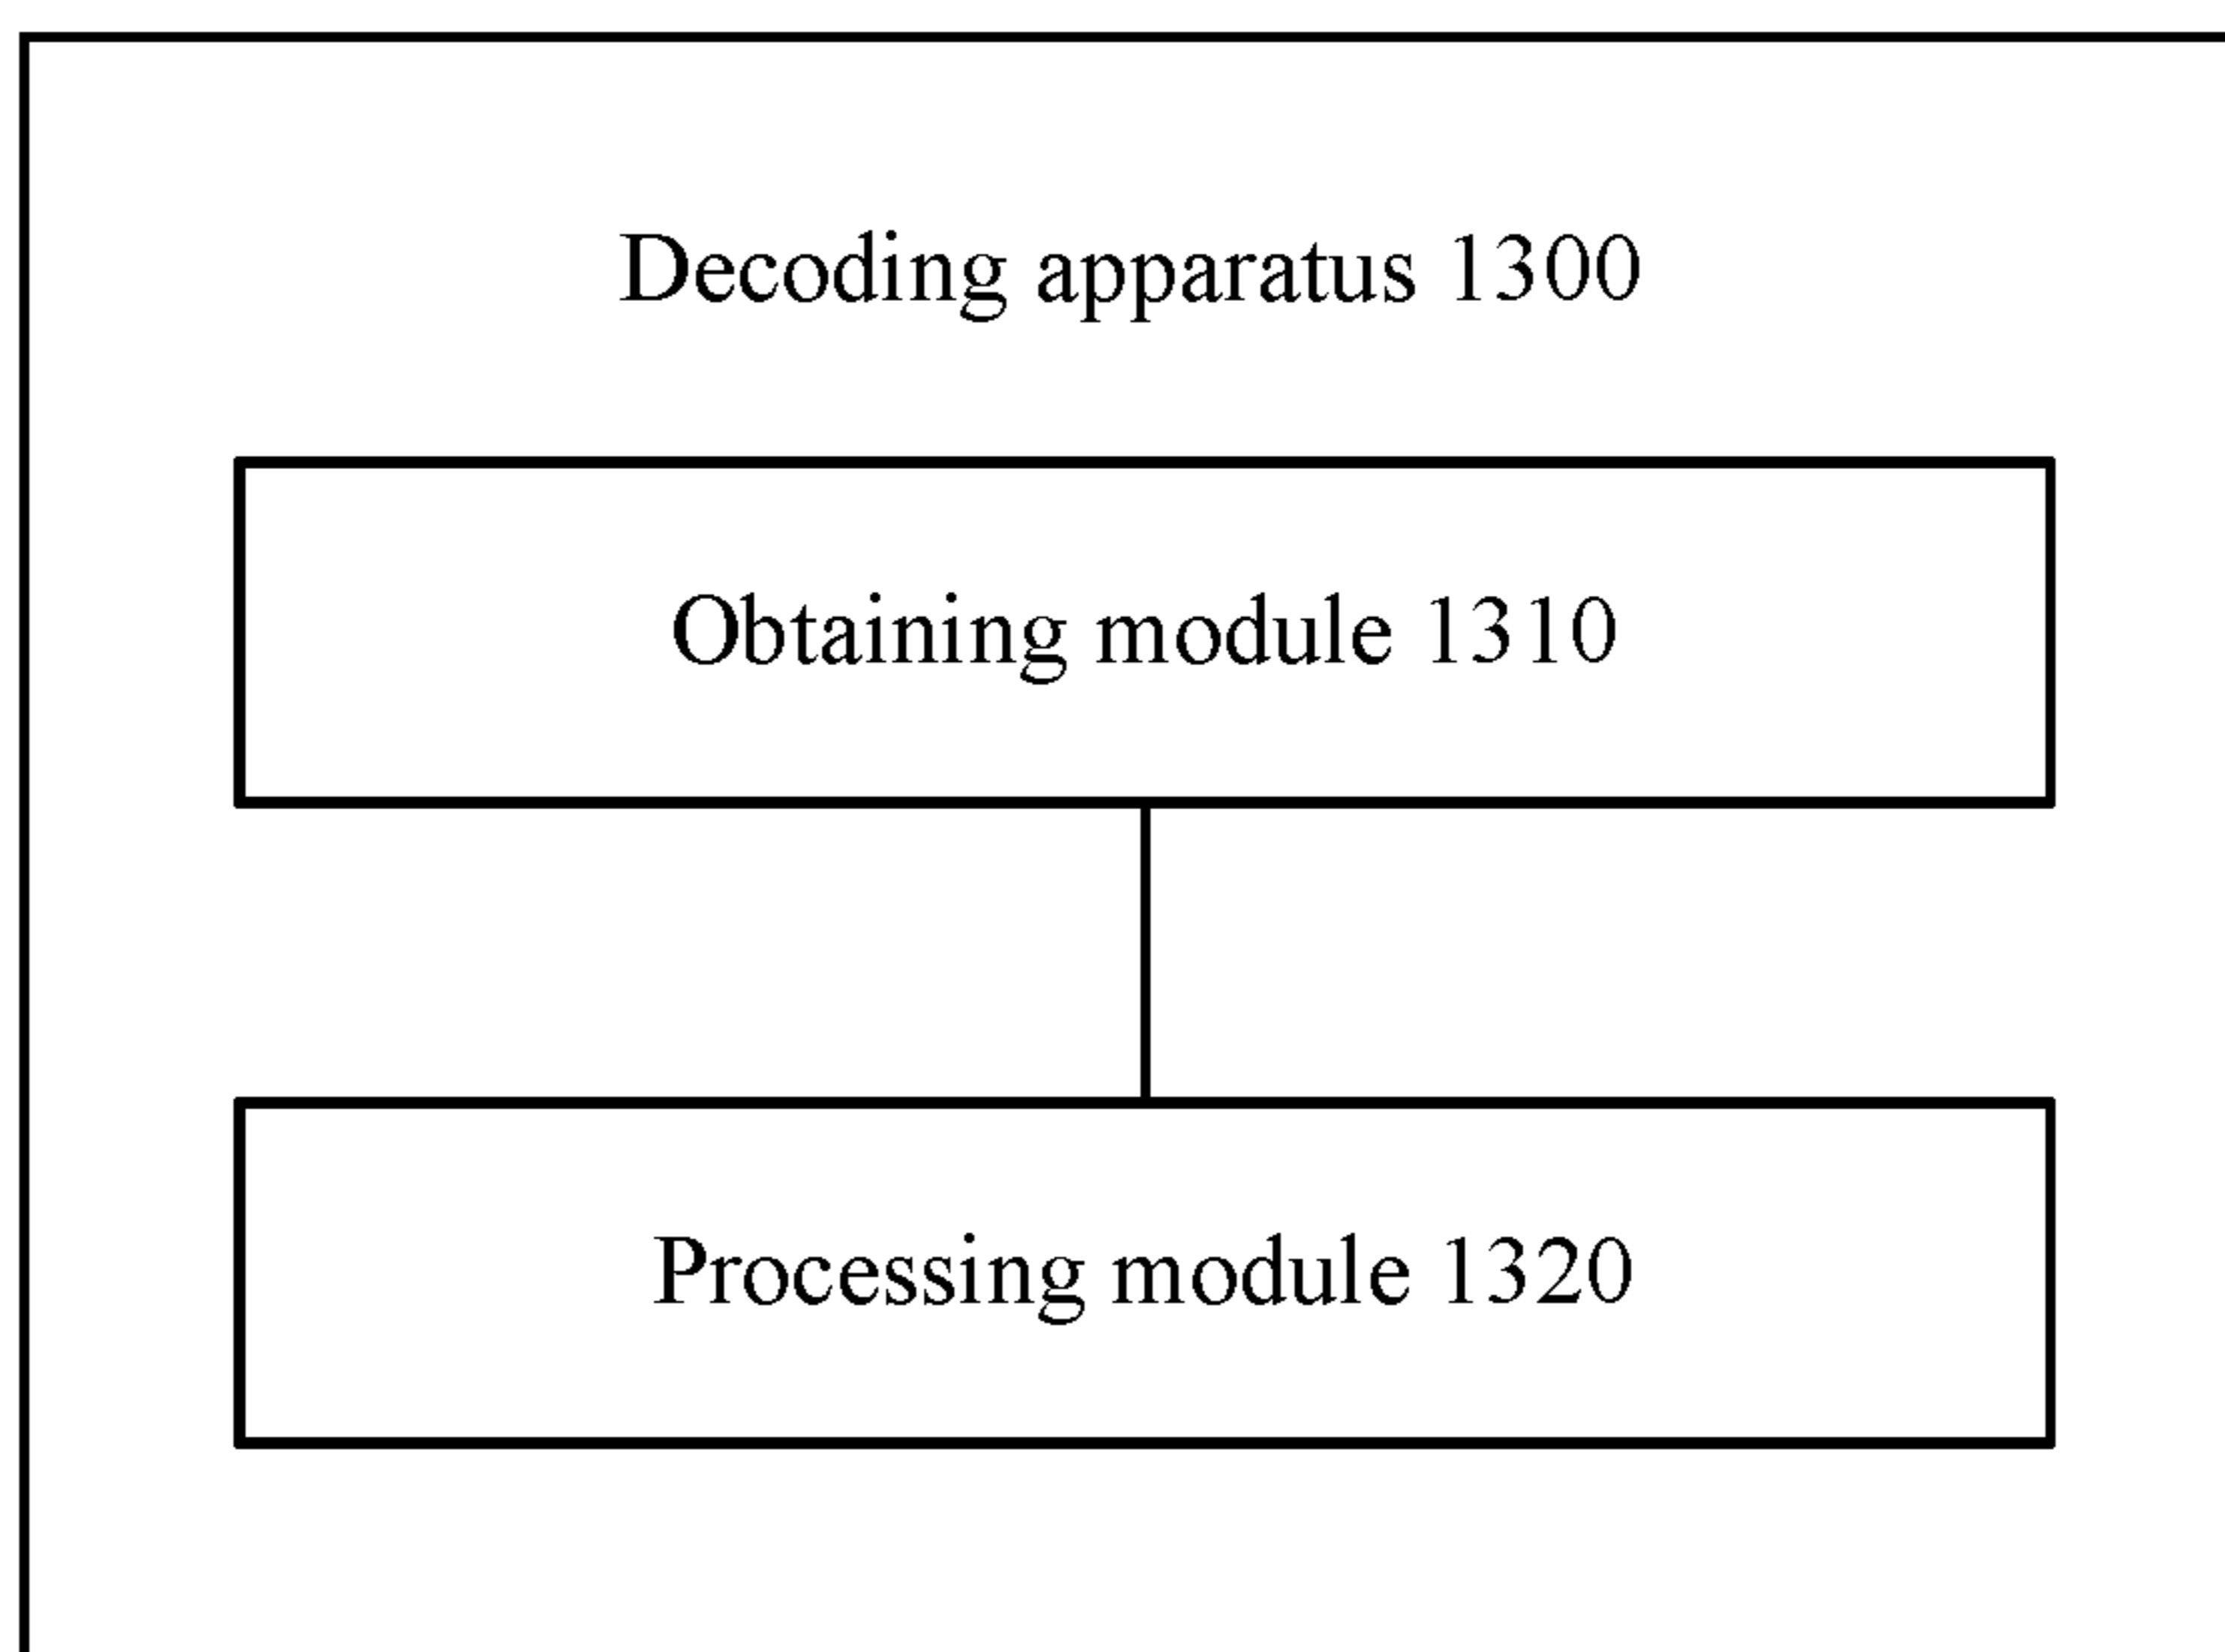 Decoding apparatus 1300
Obtaining module 1310
Processing module 1320